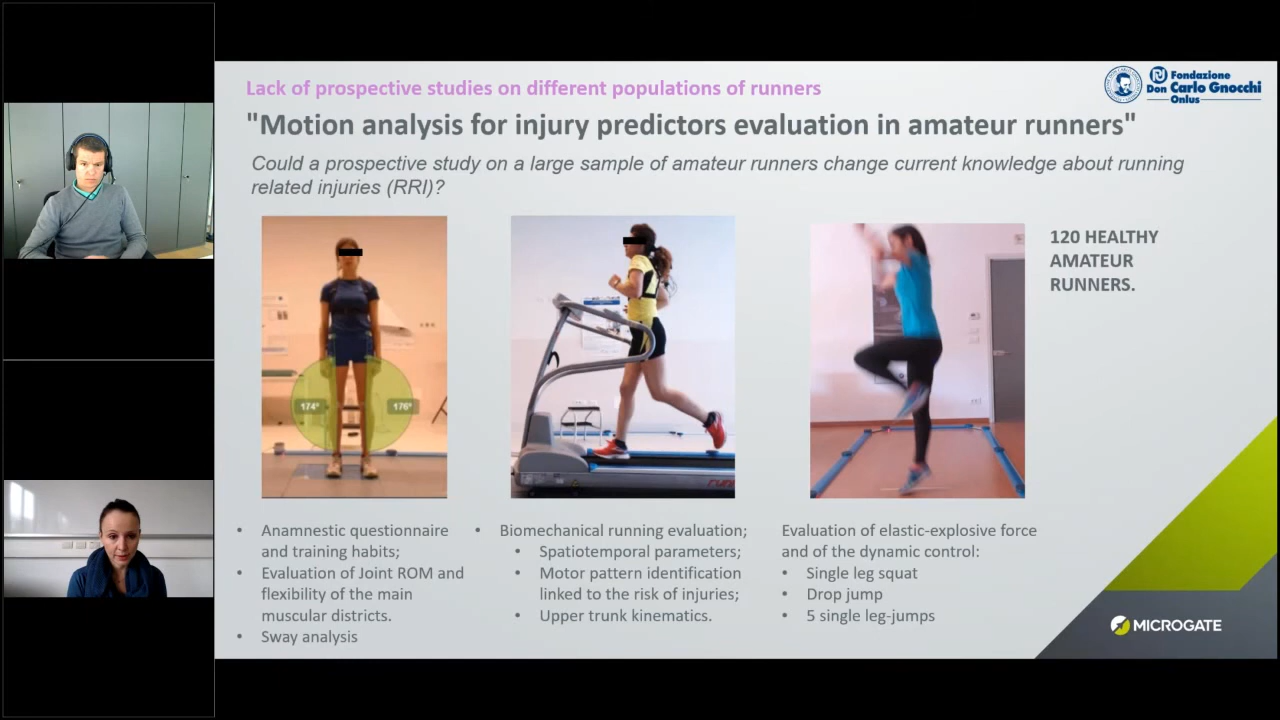 Lack of prospective studies on different populations of runners
Fondazione
Don Carlo Gnocchi
Onlus
"Motion analysis for injury predictors evaluation in amateur runners"
Could a prospective study on a large sample of amateur runners change current knowledge about running
related injuries (RRI)?
120 HEALTHY
AMATEUR
RUNNERS.
174°
176°
• Anamnestic questionnaire
and training habits;
• Evaluation of Joint ROM and
flexibility of the main
muscular districts.
• Sway analysis
• Biomechanical running evaluation;
• Spatiotemporal parameters;
• Motor pattern identification
linked to the risk of injuries;
• Upper trunk kinematics.
Evaluation of elastic-explosive force
and of the dynamic control:
• Single leg squat
• Drop jump
• 5 single leg-jumps
MICROGATE